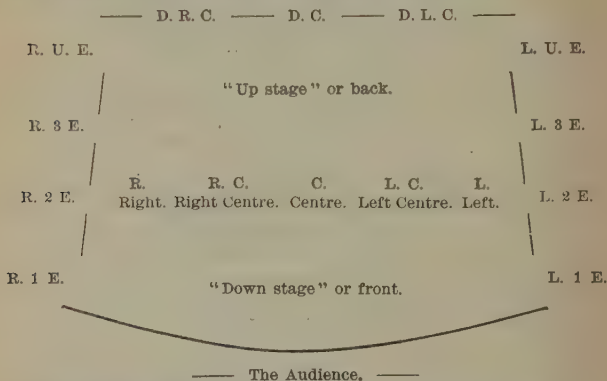 D. R. C. — D. C. — D. L. C.
R. U. E. L. U. E.
"Up stage" or back.
R. 3 E. L. 3 E.
R. R. C. C. L. C. L.
R. 2 E. Right. Right Centre. Centre. Left Centre. Left. L. 2 E.
R. 1 E. "Down stage" or front. L. 1 E.
The Audience.